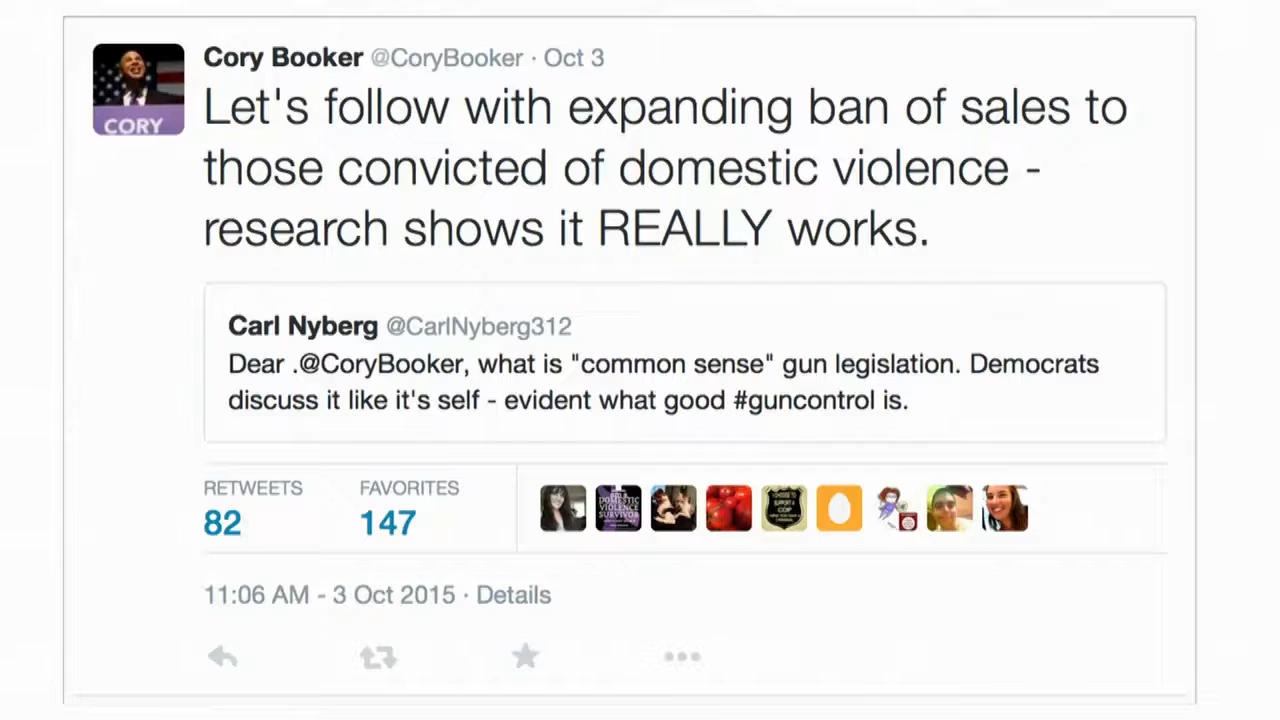 Cory Booker @CoryBooker · Oct 3
Let's follow with expanding ban of sales to
those convicted of domestic violence -
research shows it REALLY works.
CORY
Carl Nyberg @CarlNyberg312
Dear .@CoryBooker, what is "common sense" gun legislation. Democrats
discuss it like it's self - evident what good #guncontrol is.
RETWEETS FAVORITES
82 147
DOMESTIC
VIOLENCE
SURVIVOR
11:06 AM - 3 Oct 2015 · Details